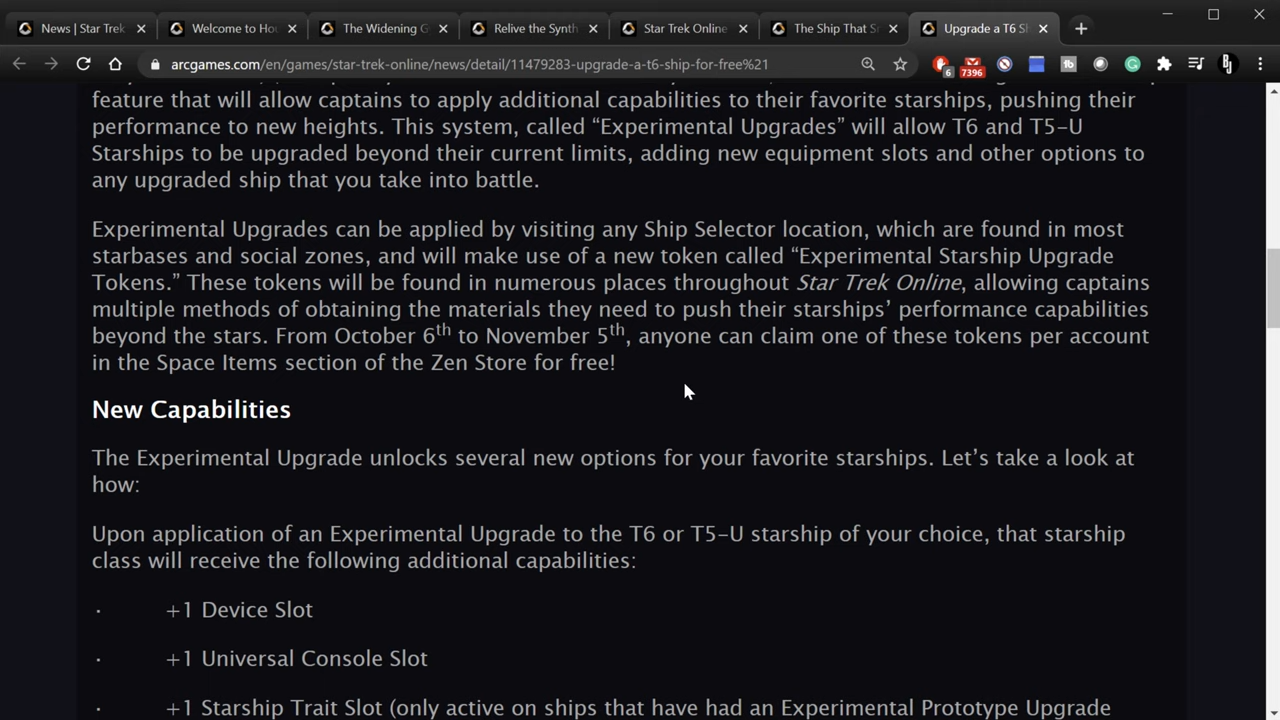 News | Star Trek
Welcome to Hou
The Widening G
Relive the Synth
Star Trek Online
The Ship That S
Upgrade a T6 Sh
arcgames.com/en/games/star-trek-online/news/detail/11479283-upgrade-a-t6-ship-for-free%21
6
7396
tb
feature that will allow captains to apply additional capabilities to their favorite starships, pushing their
performance to new heights. This system, called “Experimental Upgrades” will allow T6 and T5-U
Starships to be upgraded beyond their current limits, adding new equipment slots and other options to
any upgraded ship that you take into battle.
Experimental Upgrades can be applied by visiting any Ship Selector location, which are found in most
starbases and social zones, and will make use of a new token called “Experimental Starship Upgrade
Tokens.” These tokens will be found in numerous places throughout Star Trek Online, allowing captains
multiple methods of obtaining the materials they need to push their starships’ performance capabilities
beyond the stars. From October 6th to November 5th, anyone can claim one of these tokens per account
in the Space Items section of the Zen Store for free!
New Capabilities
The Experimental Upgrade unlocks several new options for your favorite starships. Let’s take a look at
how:
Upon application of an Experimental Upgrade to the T6 or T5-U starship of your choice, that starship
class will receive the following additional capabilities:
· +1 Device Slot
· +1 Universal Console Slot
· +1 Starship Trait Slot (only active on ships that have had an Experimental Prototype Upgrade